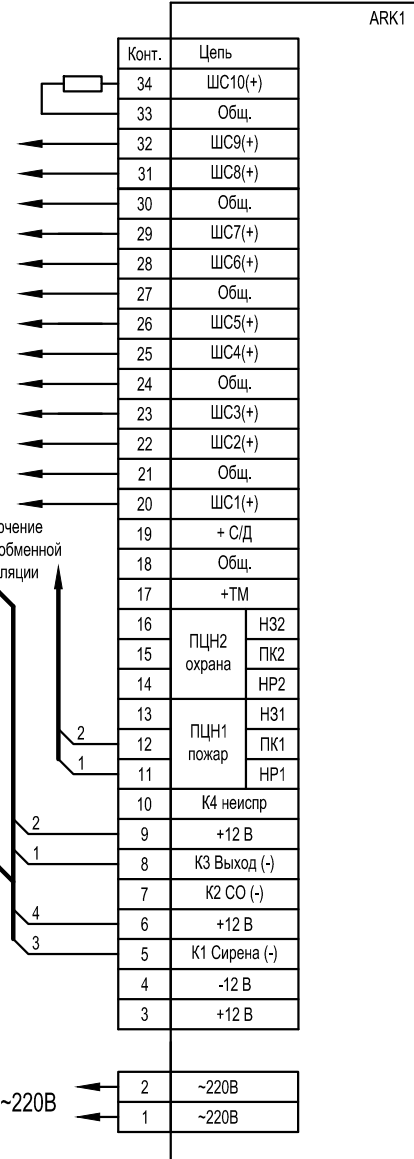 ARK1
Конт. Цепь
34 ШС10(+)
33 Общ.
32 ШС9(+)
31 ШС8(+)
30 Общ.
29 ШС7(+)
28 ШС6(+)
27 Общ.
26 ШС5(+)
25 ШС4(+)
24 Общ.
23 ШС3(+)
22 ШС2(+)
21 Общ.
20 ШС1(+)
19 + С/Д
18 Общ.
17 +ТМ
16 НЗ2
15 ПЦН2 охрана ПК2
14 НР2
13 НЗ1
12 ПЦН1 пожар ПК1
11 НР1
10 К4 неиспр
9 +12 В
8 К3 Выход (-)
7 К2 СО (-)
6 +12 В
5 К1 Сирена (-)
4 -12 В
3 +12 В
2 ~220В
1 ~220В
очение
обменной
ляции
2
1
2
1
4
3
~220В